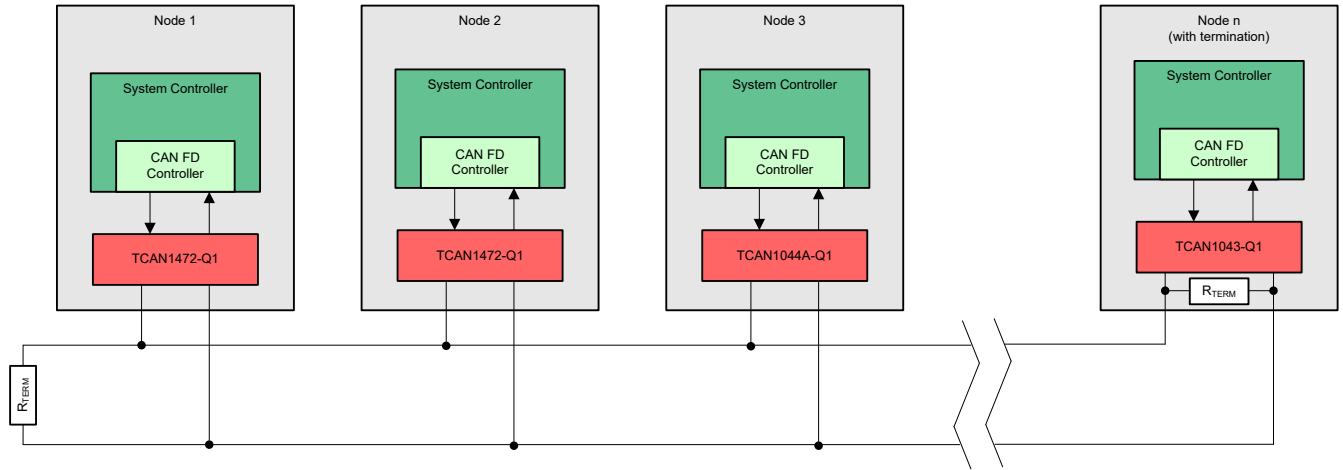 Node 1
System Controller
CAN FD
Controller
TCAN1472-Q1
Node 2
System Controller
CAN FD
Controller
TCAN1472-Q1
Node 3
System Controller
CAN FD
Controller
TCAN1044A-Q1
Node n
(with termination)
System Controller
CAN FD
Controller
TCAN1043-Q1
RTERM
RTERM